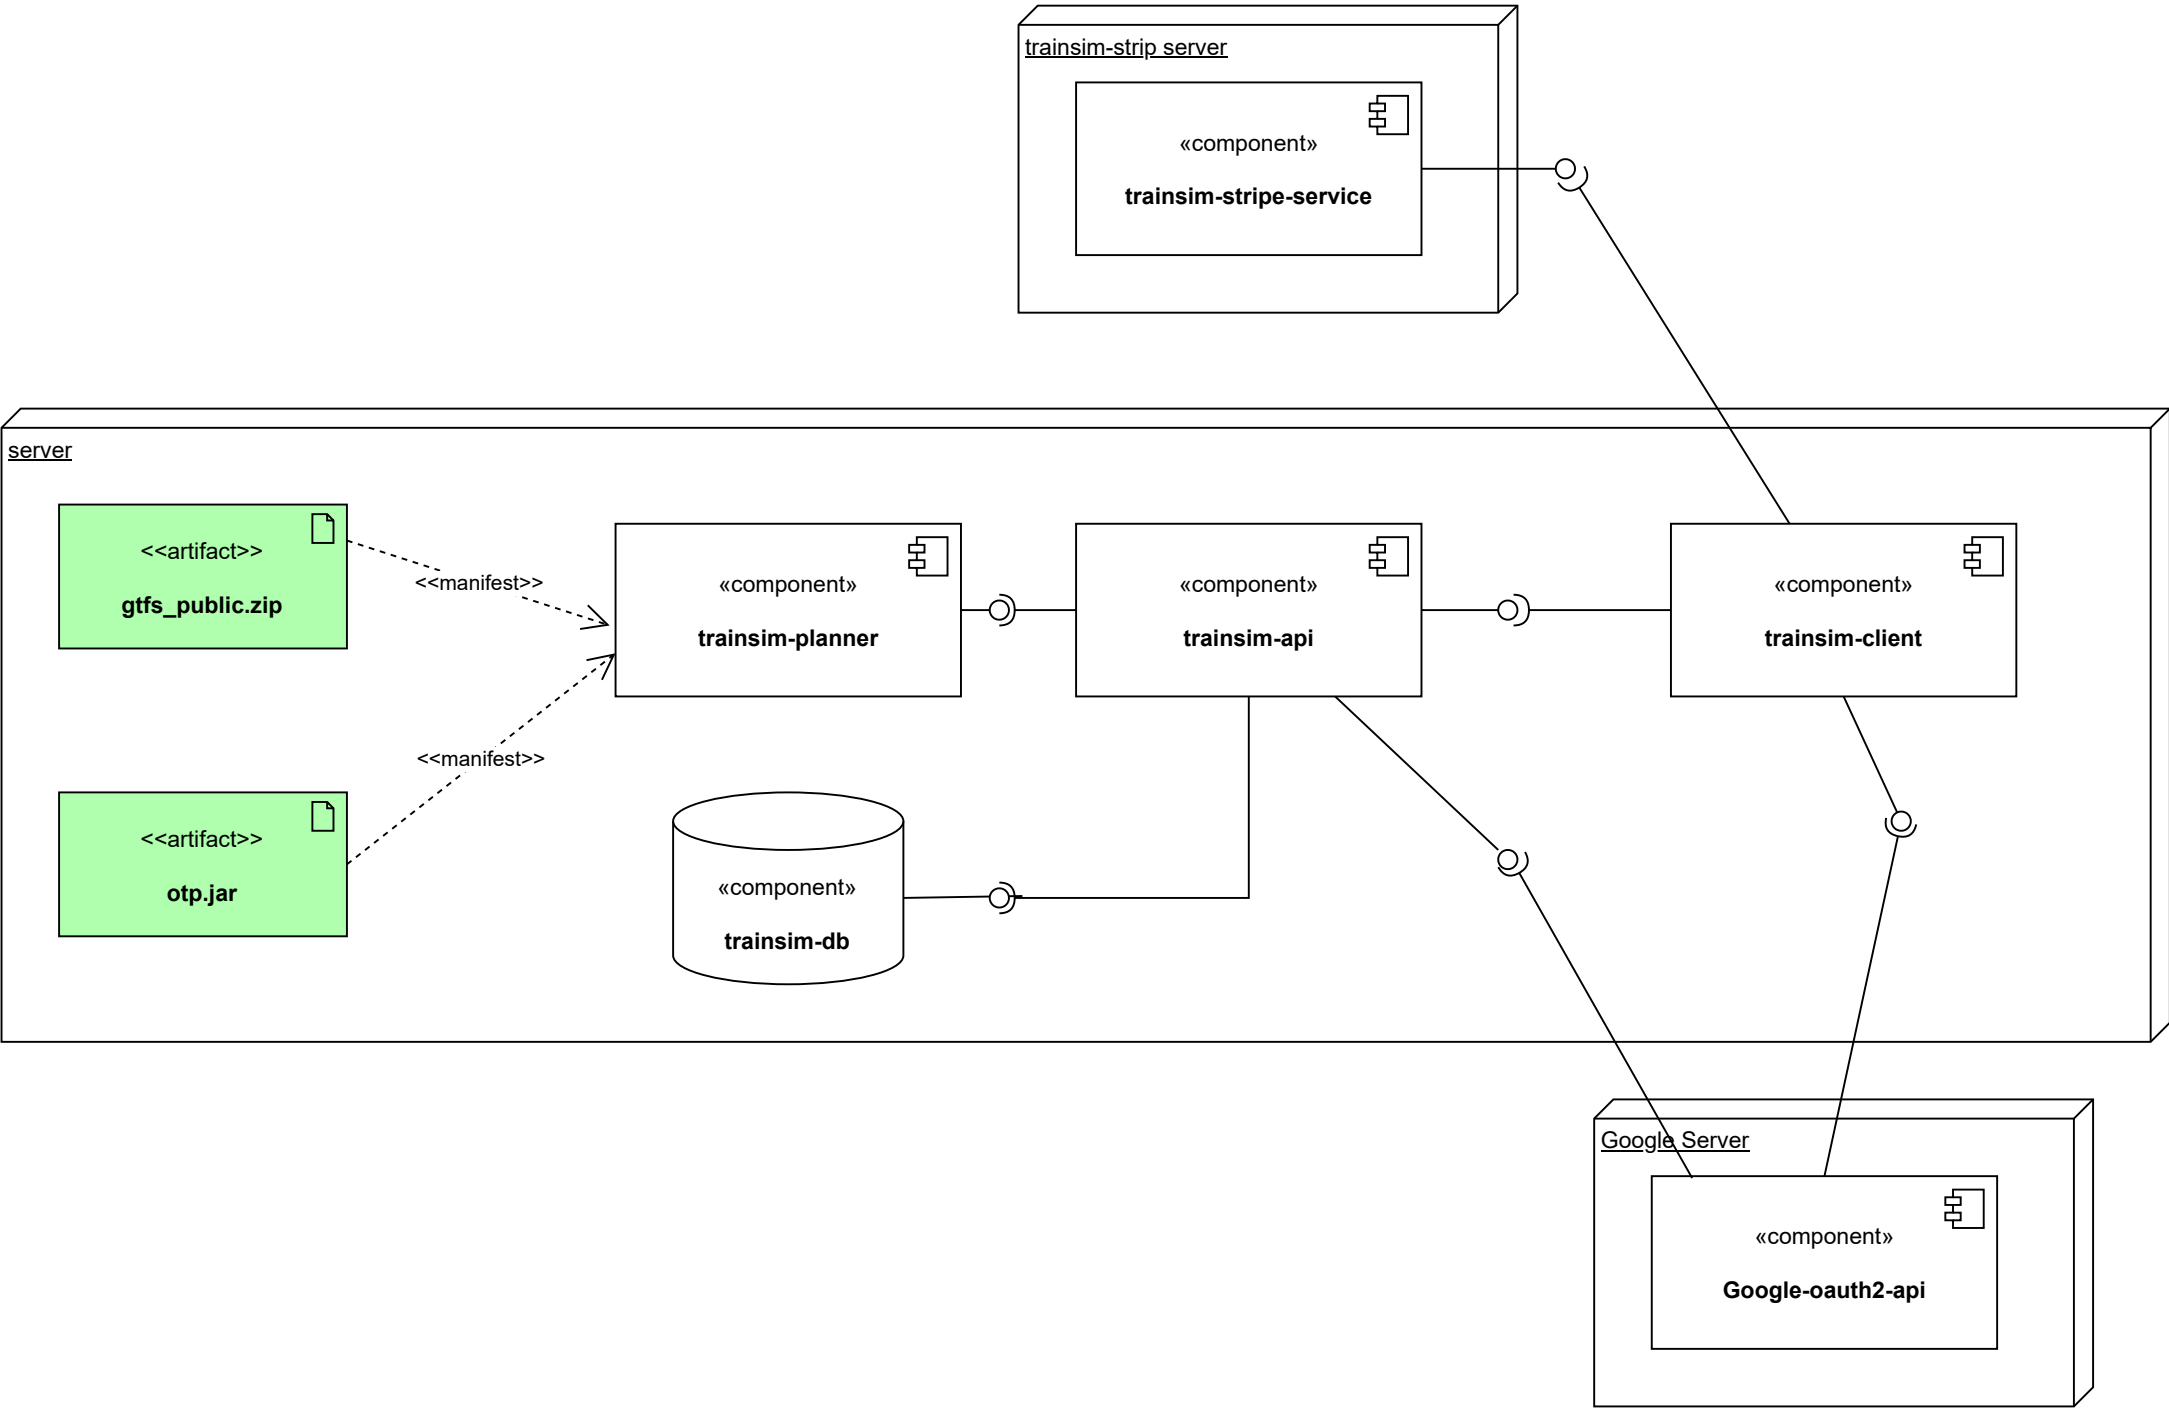 trainsim-strip server
«component»
trainsim-stripe-service
server
<<artifact>>
gtfs_public.zip
<<manifest>>
«component»
trainsim-planner
«component»
trainsim-api
«component»
trainsim-client
<<manifest>>
<<artifact>>
otp.jar
«component»
trainsim-db
Google Server
«component»
Google-oauth2-api